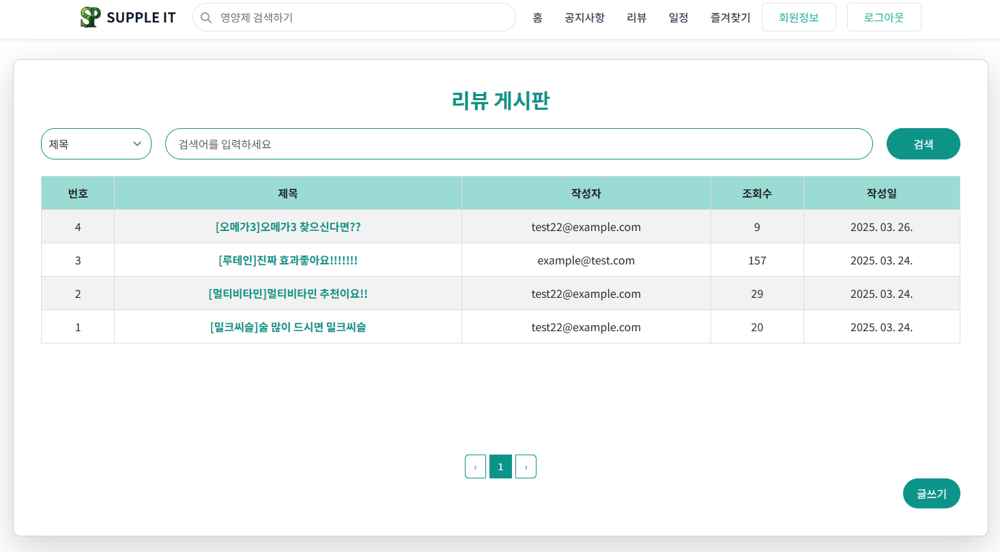 SP SUPPLE IT 영양제 검색하기 홈 공지사항 리뷰 일정 즐겨찾기 회원정보 로그아웃
리뷰 게시판
제목 검색어를 입력하세요 검색
번호 제목 작성자 조회수 작성일
4 [오메가3]오메가3 찾으신다면?? test22@example.com 9 2025. 03. 26.
3 [루테인]진짜 효과좋아요!!!!!!! example@test.com 157 2025. 03. 24.
2 [멀티비타민]멀티비타민 추천이요!! test22@example.com 29 2025. 03. 24.
1 [밀크씨슬]술 많이 드시면 밀크씨슬 test22@example.com 20 2025. 03. 24.
‹ 1 ›
글쓰기